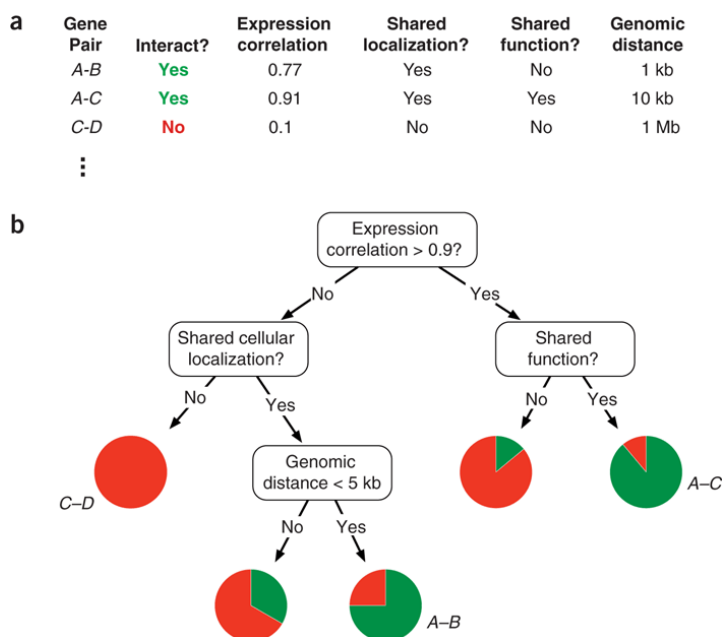 a
Gene Pair Interact? Expression correlation Shared localization? Shared function? Genomic distance
A-B Yes 0.77 Yes No 1 kb
A-C Yes 0.91 Yes Yes 10 kb
C-D No 0.1 No No 1 Mb
⋮
b
Expression
correlation > 0.9?
No Yes
Shared cellular
localization?
Shared
function?
No Yes
No Yes
Genomic
distance < 5 kb
C–D
A–C
No Yes
A–B